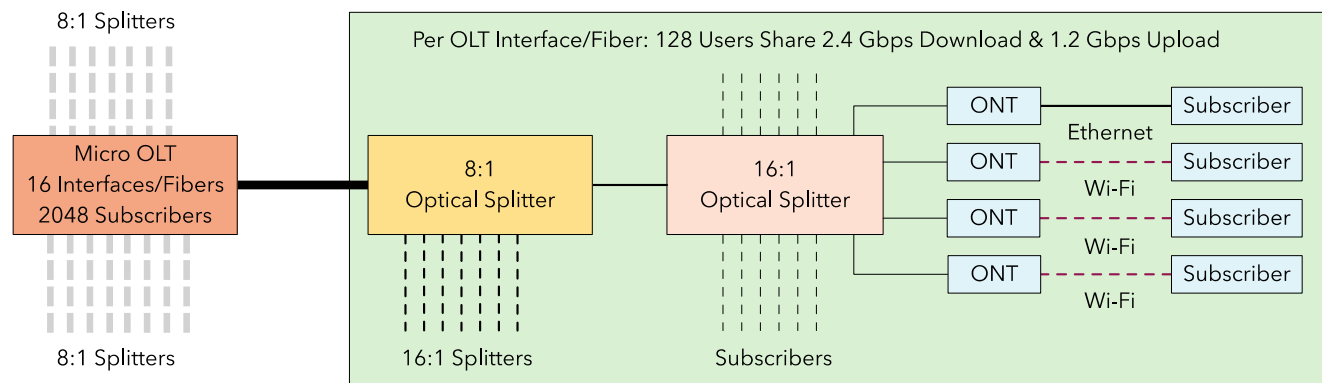 8:1 Splitters
Per OLT Interface/Fiber: 128 Users Share 2.4 Gbps Download & 1.2 Gbps Upload
Micro OLT
16 Interfaces/Fibers
2048 Subscribers
8:1
Optical Splitter
16:1
Optical Splitter
ONT
Subscriber
Ethernet
ONT
Subscriber
Wi-Fi
ONT
Subscriber
Wi-Fi
ONT
Subscriber
Wi-Fi
8:1 Splitters
16:1 Splitters
Subscribers